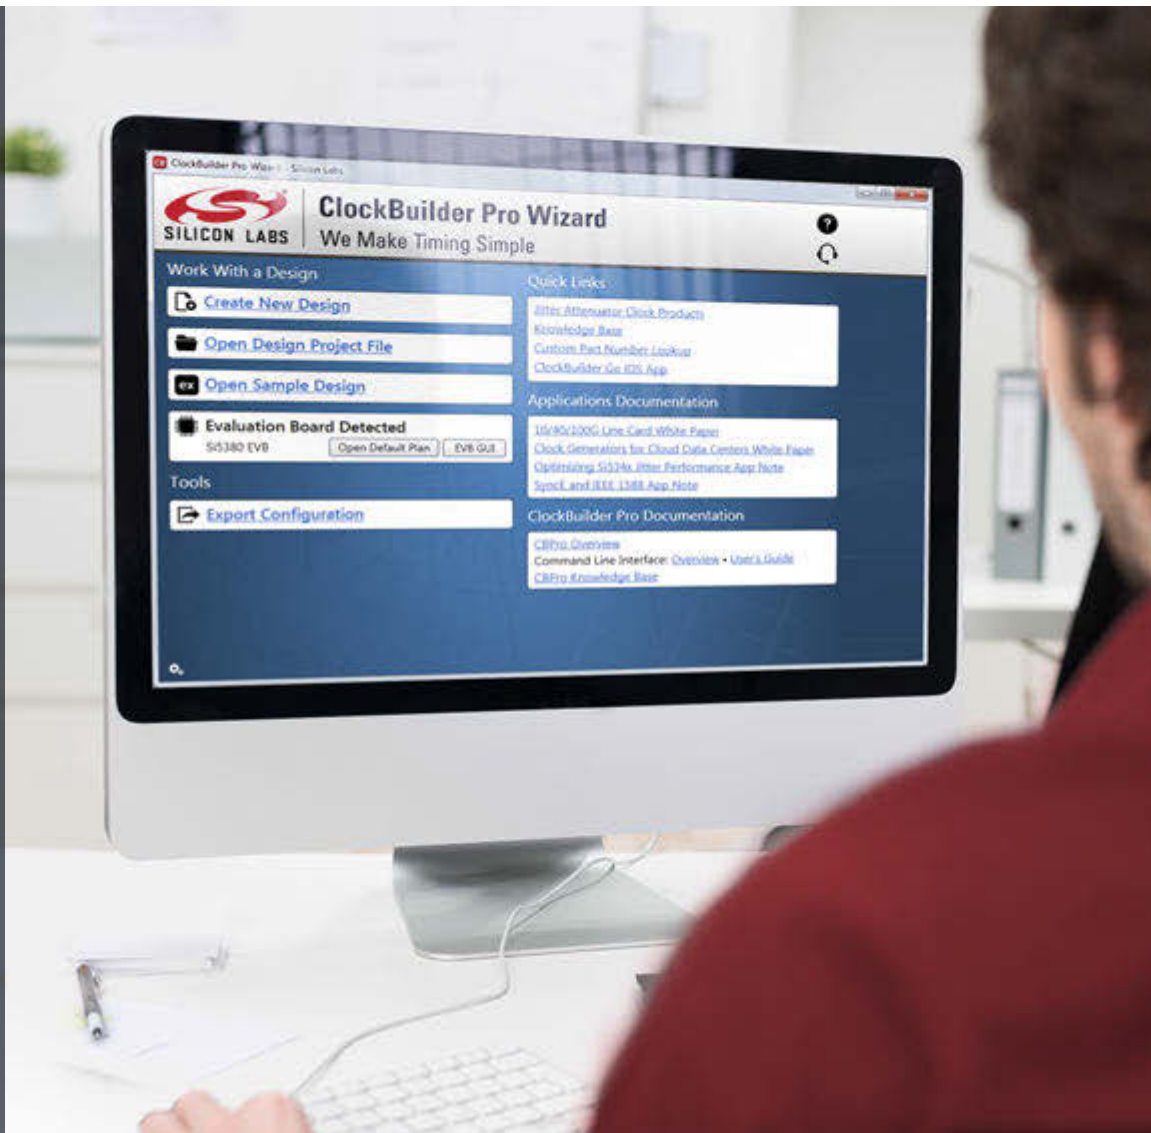 ClockBuilder Pro Wizard - Silicon Labs
SILICON LABS
ClockBuilder Pro Wizard
We Make Timing Simple
Work With a Design
Create New Design
Open Design Project File
ex Open Sample Design
Evaluation Board Detected
Si5380 EVB Open Default Plan EVB GUI
Tools
Export Configuration
Quick Links
Jitter Attenuator Clock Products
Knowledge Base
Custom Part Number Lookup
ClockBuilder Go iOS App
Applications Documentation
10/40/100G Line Card White Paper
Clock Generators for Cloud Data Centers White Paper
Optimizing Si534x Jitter Performance App Note
SyncE and IEEE 1588 App Note
ClockBuilder Pro Documentation
CBPro Overview
Command Line Interface: Overview • User's Guide
CBPro Knowledge Base